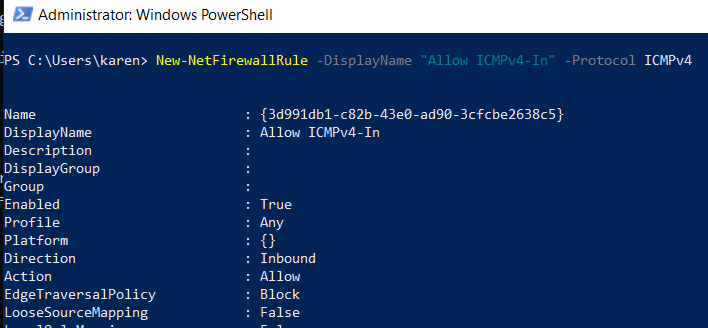 Administrator: Windows PowerShell
PS C:\Users\karen> New-NetFirewallRule -DisplayName "Allow ICMPv4-In" -Protocol ICMPv4
Name : {3d991db1-c82b-43e0-ad90-3cfcbe2638c5}
DisplayName : Allow ICMPv4-In
Description :
DisplayGroup :
Group :
Enabled : True
Profile : Any
Platform : {}
Direction : Inbound
Action : Allow
EdgeTraversalPolicy : Block
LooseSourceMapping : False